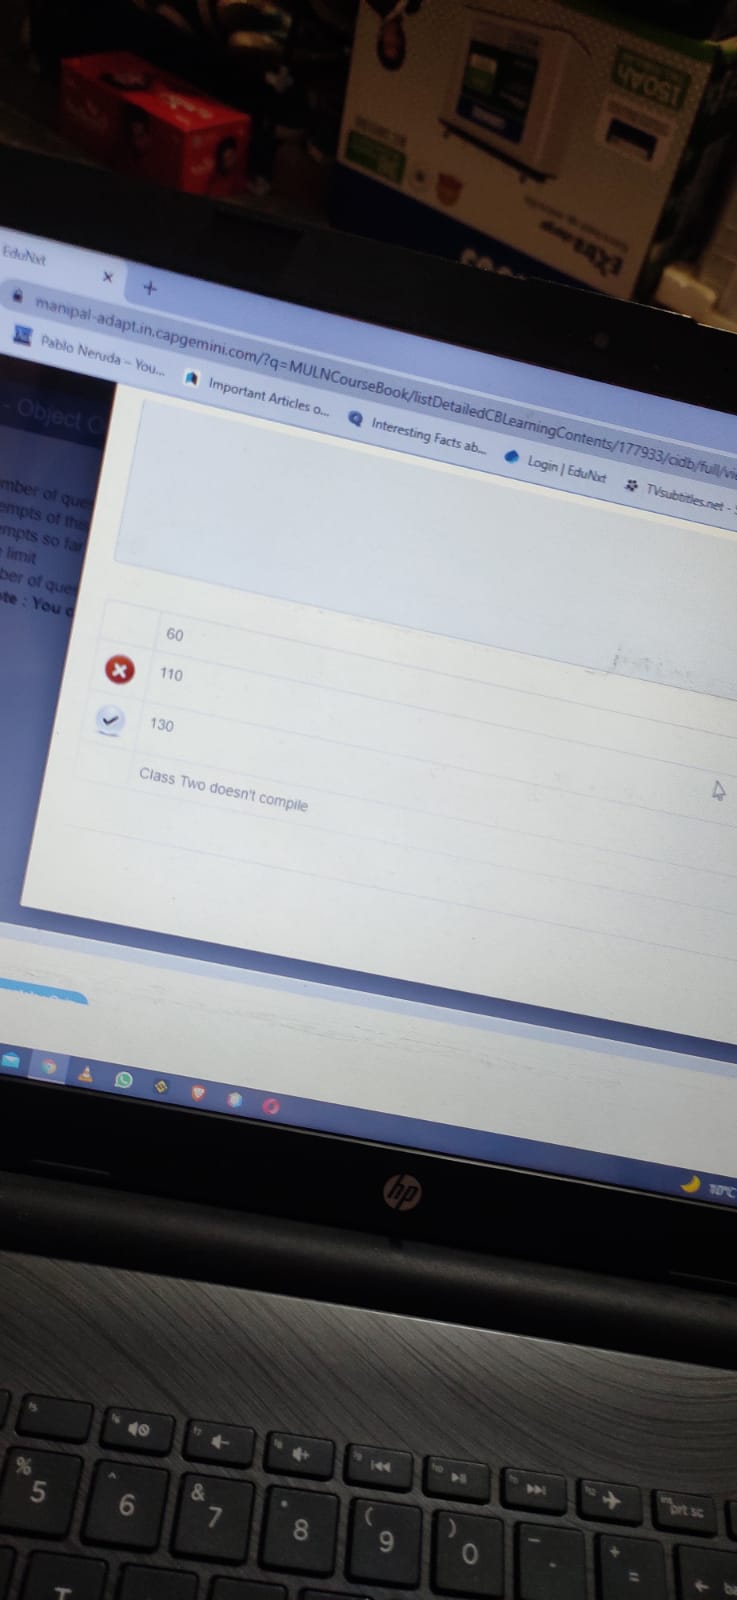 150Ah
EduNxt
manipal-adapt.in.capgemini.com/?q=MULNCourseBook/listDetailedCBLearningContents/177933/cidb/full/vi
Pablo Neruda – You... Important Articles o... Interesting Facts ab... Login | EduNxt TVsubtitles.net -
- Object C
mber of que
empts of thi
empts so far
limit
ber of que
te : You c
60
110
130
Class Two doesn't compile
hp
prt sc
% 5 ^ 6 & 7 * 8 ( 9 ) 0 - + =
T